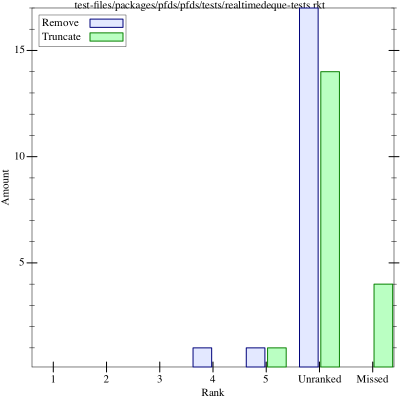 test-files/packages/pfds/pfds/tests/realtimedeque-tests.rkt
Remove
Truncate
15
10
5
Amount
1 2 3 4 5 Unranked Missed
Rank